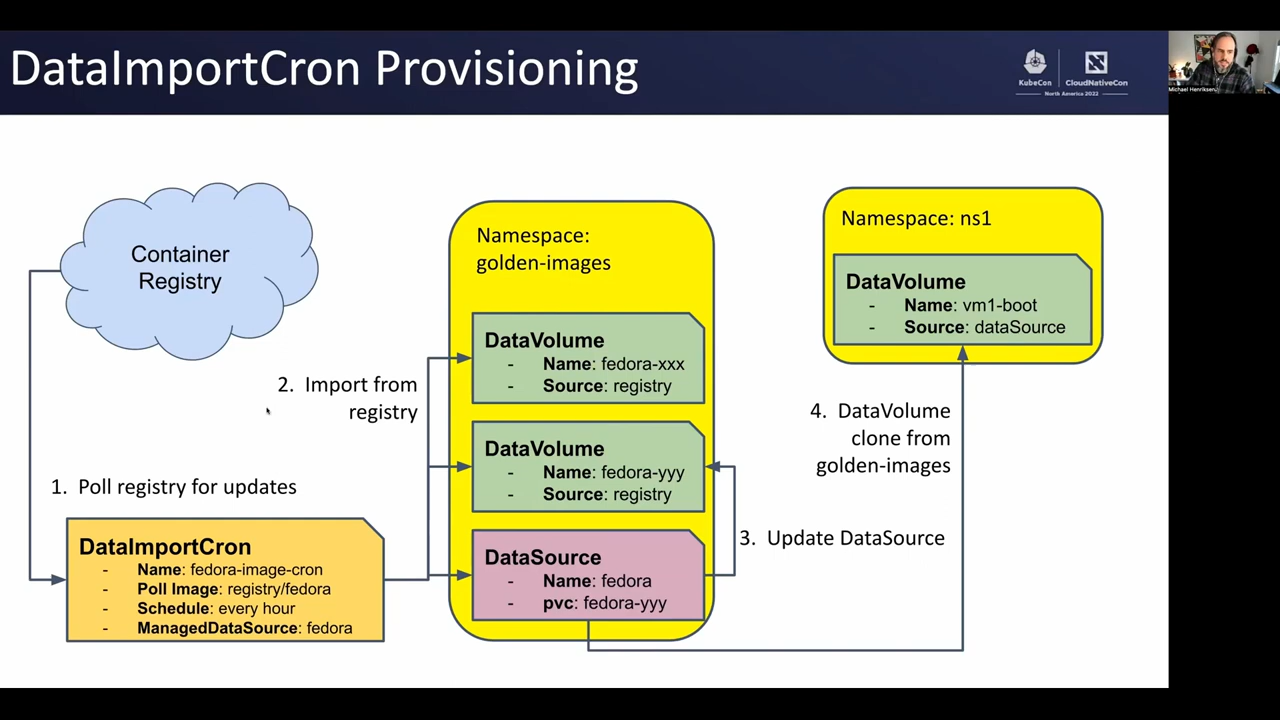 DataImportCron Provisioning
KubeCon
CloudNativeCon
North America 2022
Michael Henriksen
Container
Registry
Namespace:
golden-images
Namespace: ns1
DataVolume
- Name: vm1-boot
- Source: dataSource
DataVolume
- Name: fedora-xxx
- Source: registry
2. Import from
registry
4. DataVolume
clone from
golden-images
DataVolume
- Name: fedora-yyy
- Source: registry
1. Poll registry for updates
3. Update DataSource
DataImportCron
- Name: fedora-image-cron
- Poll Image: registry/fedora
- Schedule: every hour
- ManagedDataSource: fedora
DataSource
- Name: fedora
- pvc: fedora-yyy